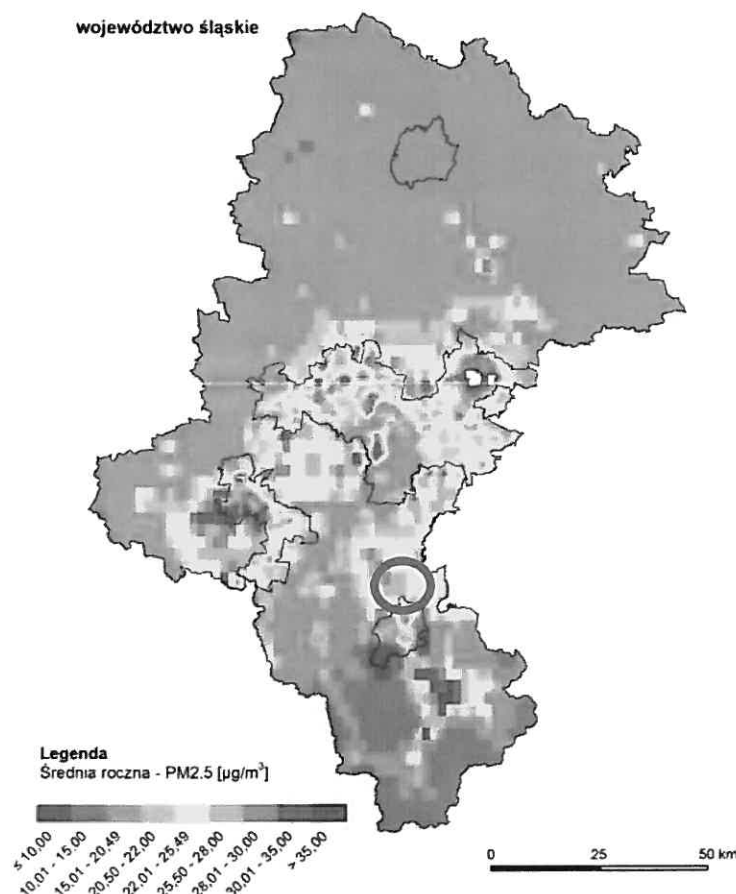 województwo śląskie
Legenda
Średnia roczna - PM2.5 [µg/m³]
≤ 10,00
10,01 - 15,00
15,01 - 20,49
20,50 - 22,00
22,01 - 25,49
25,50 - 28,00
28,01 - 30,00
30,01 - 35,00
> 35,00
0 25 50 km